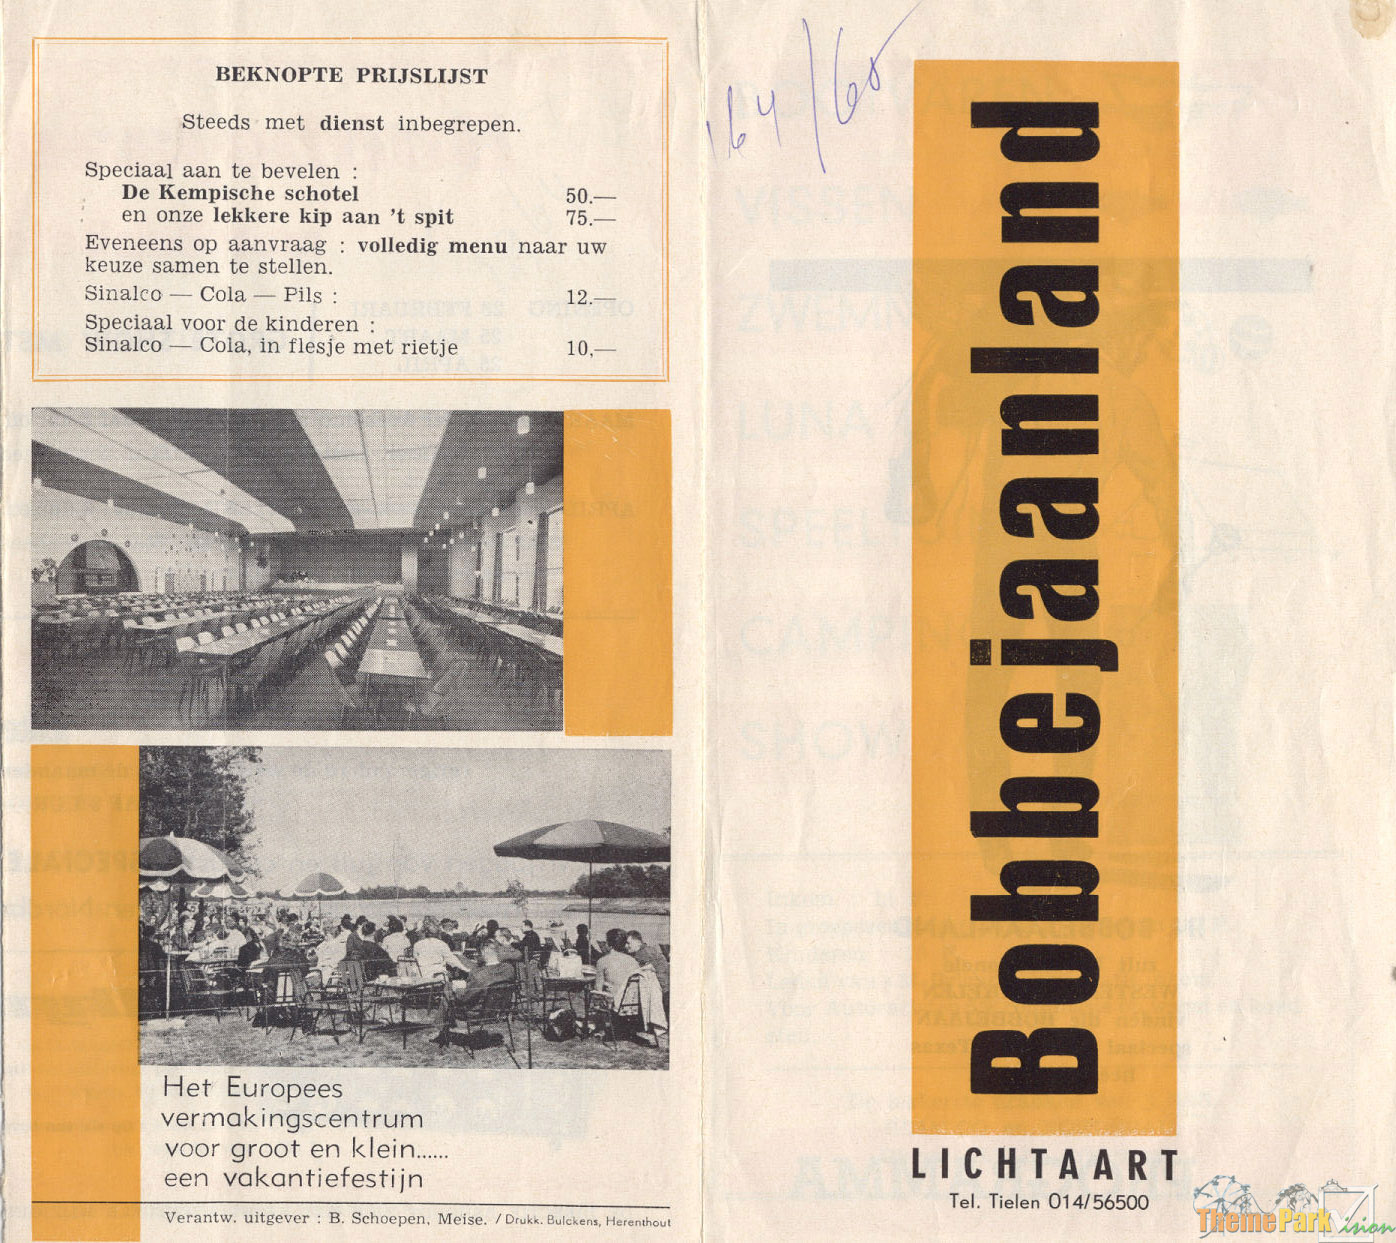 BEKNOPTE PRIJSLIJST
Steeds met dienst inbegrepen.
Speciaal aan te bevelen :
De Kempische schotel 50.—
en onze lekkere kip aan 't spit 75.—
Eveneens op aanvraag : volledig menu naar uw
keuze samen te stellen.
Sinalco — Cola — Pils : 12.—
Speciaal voor de kinderen :
Sinalco — Cola, in flesje met rietje 10,—
Het Europees
vermakingscentrum
voor groot en klein......
een vakantiefestijn
Verantw. uitgever : B. Schoepen, Meise. / Drukk. Bulckens, Herenthout
Bobbejaanland
LICHTAART
Tel. Tielen 014/56500
ThemeParkVision